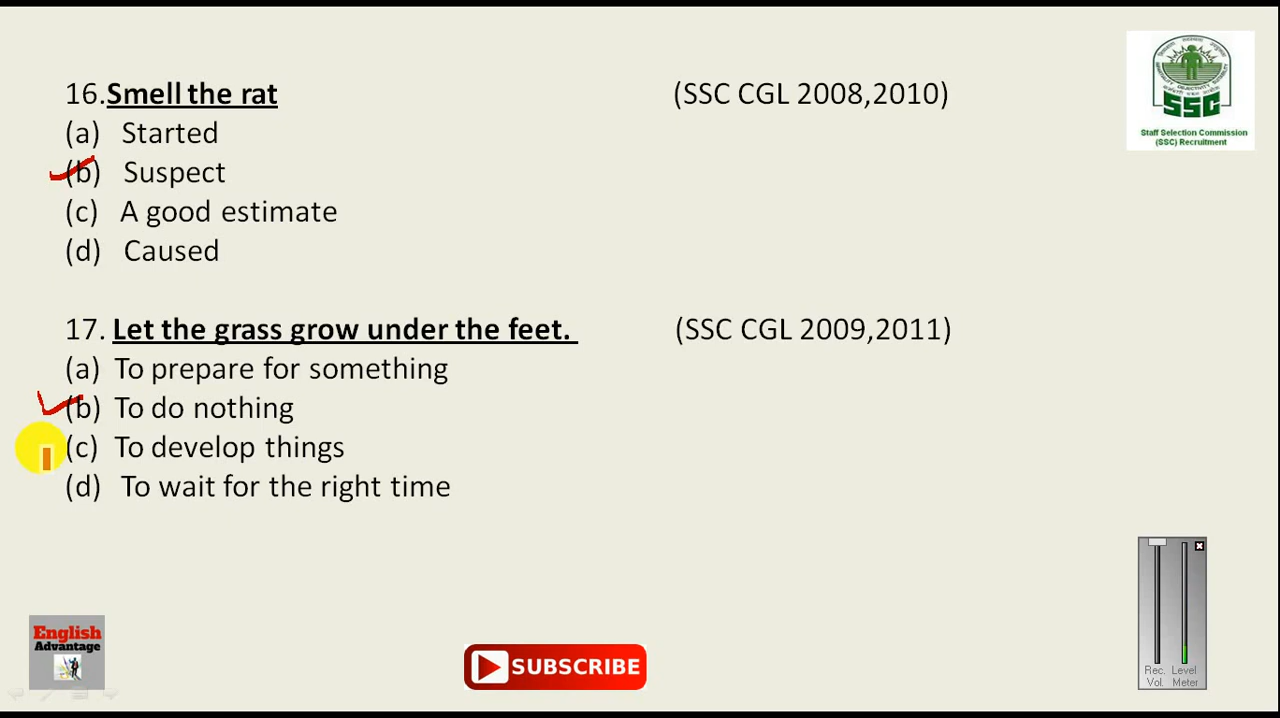 16.Smell the rat (SSC CGL 2008,2010)
(a) Started
(b) Suspect
(c) A good estimate
(d) Caused
17. Let the grass grow under the feet. (SSC CGL 2009,2011)
(a) To prepare for something
(b) To do nothing
(c) To develop things
(d) To wait for the right time
SSC
Staff Selection Commission
(SSC) Recruitment
English
Advantage
SUBSCRIBE
Rec. Level
Vol. Meter